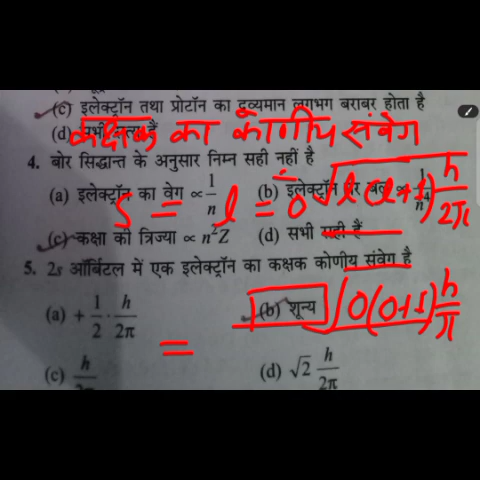 (c) इलेक्ट्रॉन तथा प्रोटॉन का द्रव्यमान लगभग बराबर होता है
(d)
कक्षक का कोणीय संवेग
4. बोर सिद्धान्त के अनुसार निम्न सही नहीं है
(a) इलेक्ट्रॉन का वेग ∝ 1/n (b) इलेक्ट्रॉन पर बल ∝ 1/n⁴
s = l = 0 √l(l+1) h/2π
(c) कक्षा की त्रिज्या ∝ n²Z (d) सभी सही हैं
5. 2s ऑर्बिटल में एक इलेक्ट्रॉन का कक्षक कोणीय संवेग है
(a) + 1/2 · h/2π (b) शून्य √0(0+1) h/π
=
(c) h/2π (d) √2 h/2π